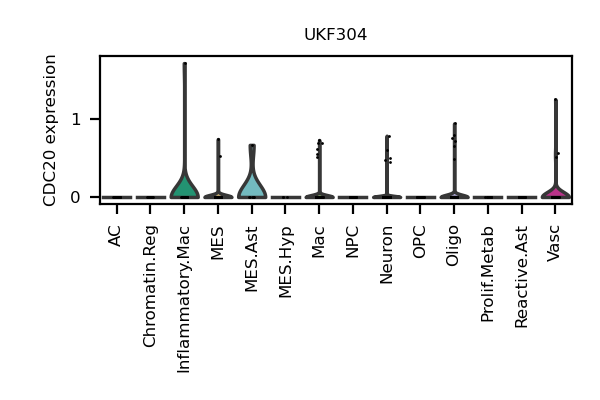 UKF304
CDC20 expression
1
0
AC
Chromatin.Reg
Inflammatory.Mac
MES
MES.Ast
MES.Hyp
Mac
NPC
Neuron
OPC
Oligo
Prolif.Metab
Reactive.Ast
Vasc